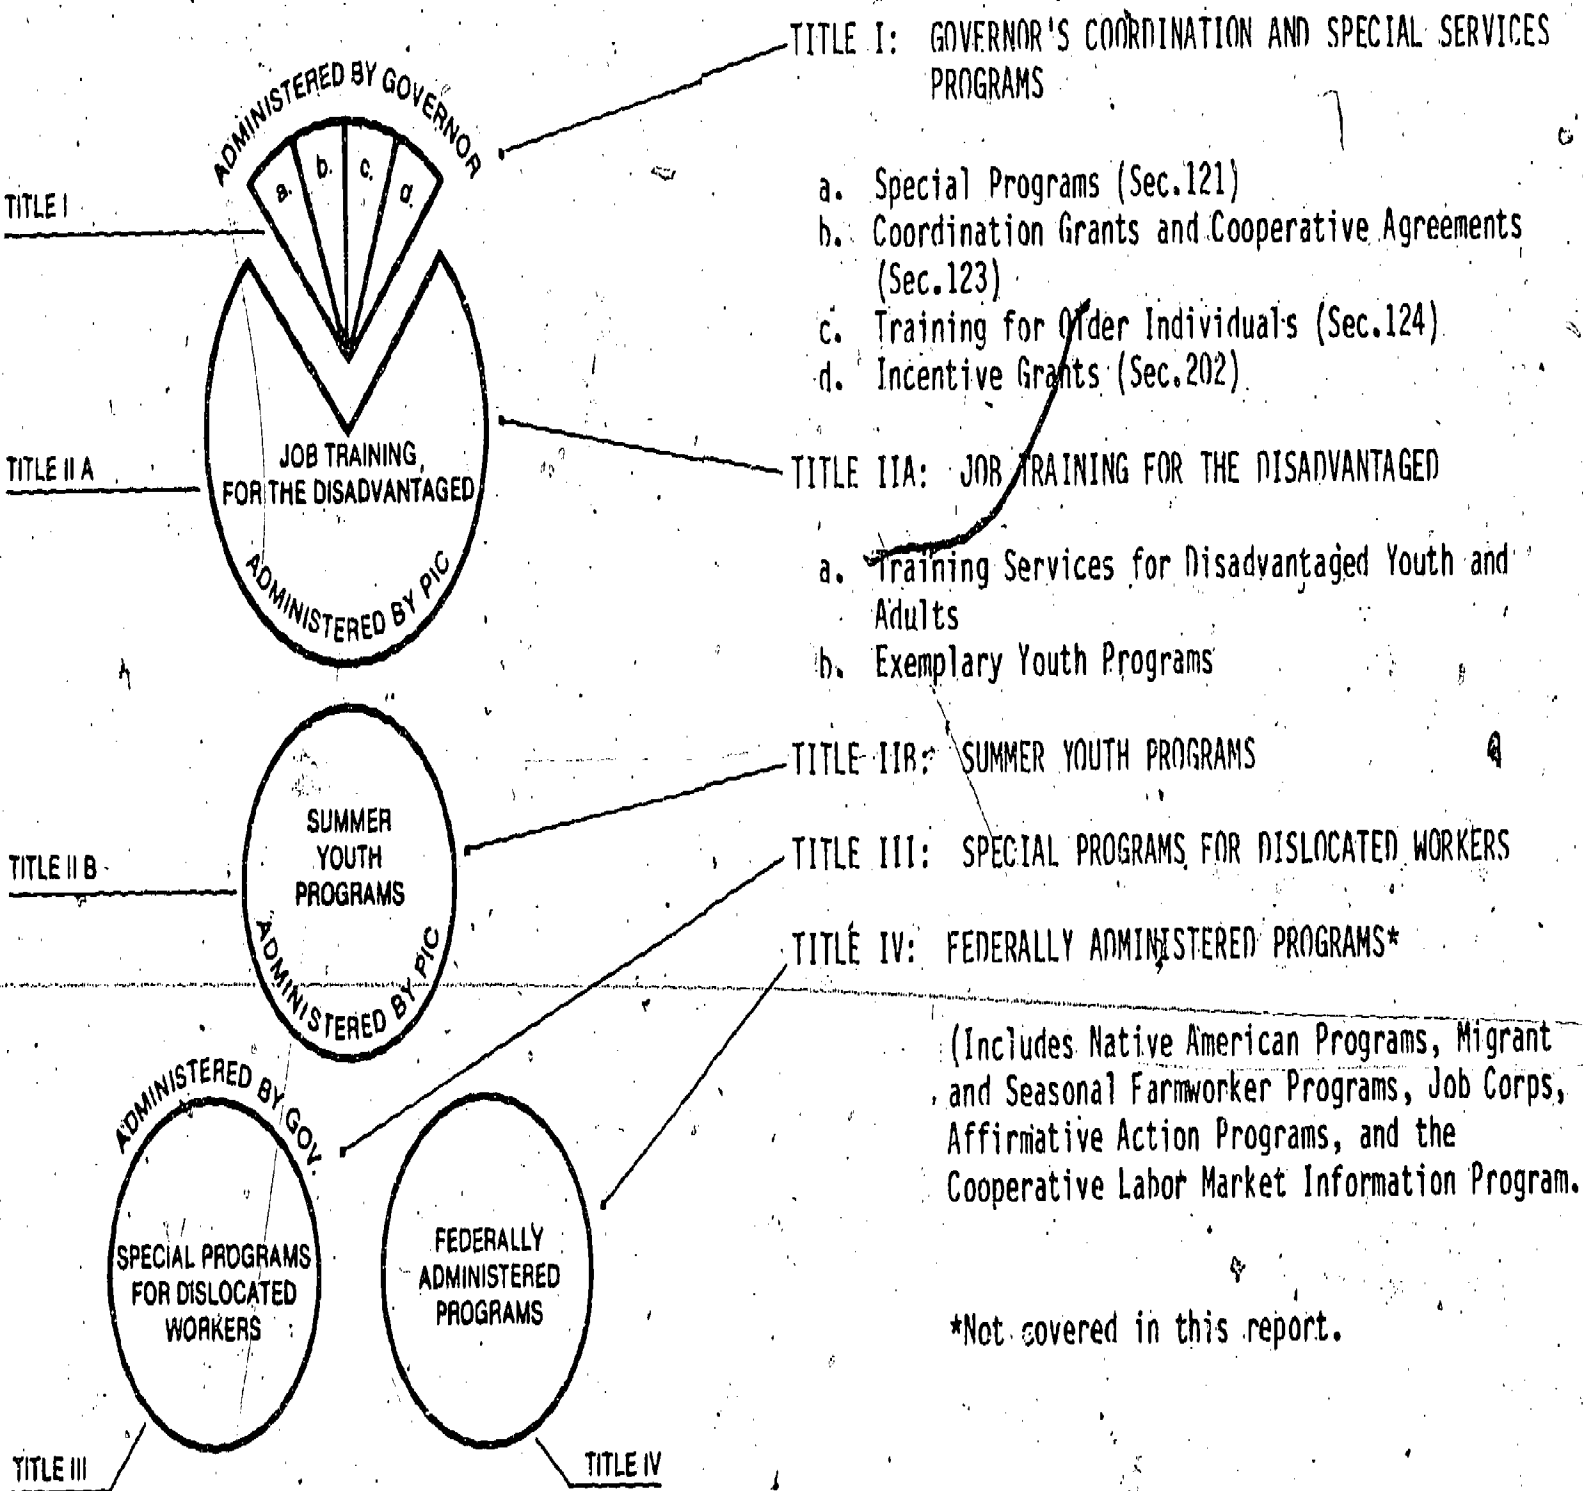 ADMINISTERED BY GOVERNOR
a. b. c. d.
TITLE I
JOB TRAINING
FOR THE DISADVANTAGED
ADMINISTERED BY PIC
TITLE II A
SUMMER
YOUTH
PROGRAMS
ADMINISTERED BY PIC
TITLE II B
ADMINISTERED BY GOV.
SPECIAL PROGRAMS
FOR DISLOCATED
WORKERS
TITLE III
FEDERALLY
ADMINISTERED
PROGRAMS
TITLE IV
TITLE I: GOVERNOR'S COORDINATION AND SPECIAL SERVICES
PROGRAMS
a. Special Programs (Sec.121)
b. Coordination Grants and Cooperative Agreements
(Sec.123)
c. Training for Older Individuals (Sec.124)
d. Incentive Grants (Sec.202)
TITLE IIA: JOB TRAINING FOR THE DISADVANTAGED
a. Training Services for Disadvantaged Youth and
Adults
b. Exemplary Youth Programs
TITLE IIB: SUMMER YOUTH PROGRAMS
TITLE III: SPECIAL PROGRAMS FOR DISLOCATED WORKERS
TITLE IV: FEDERALLY ADMINISTERED PROGRAMS*
(Includes Native American Programs, Migrant
and Seasonal Farmworker Programs, Job Corps,
Affirmative Action Programs, and the
Cooperative Labor Market Information Program.
*Not covered in this report.